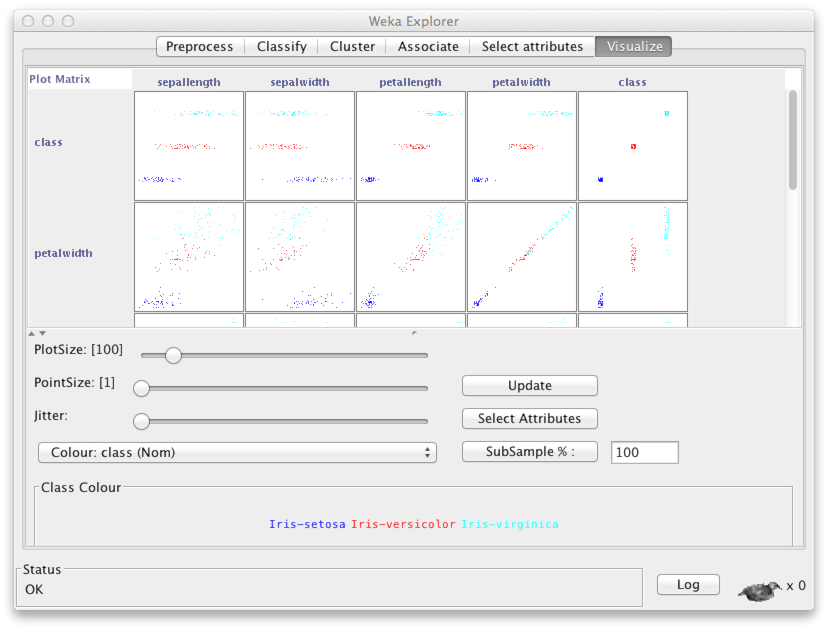 Weka Explorer
Preprocess Classify Cluster Associate Select attributes Visualize
Plot Matrix sepallength sepalwidth petallength petalwidth class
class
petalwidth
PlotSize: [100]
PointSize: [1] Update
Jitter: Select Attributes
Colour: class (Nom) SubSample % : 100
Class Colour
Iris-setosa Iris-versicolor Iris-virginica
Status
OK Log x 0